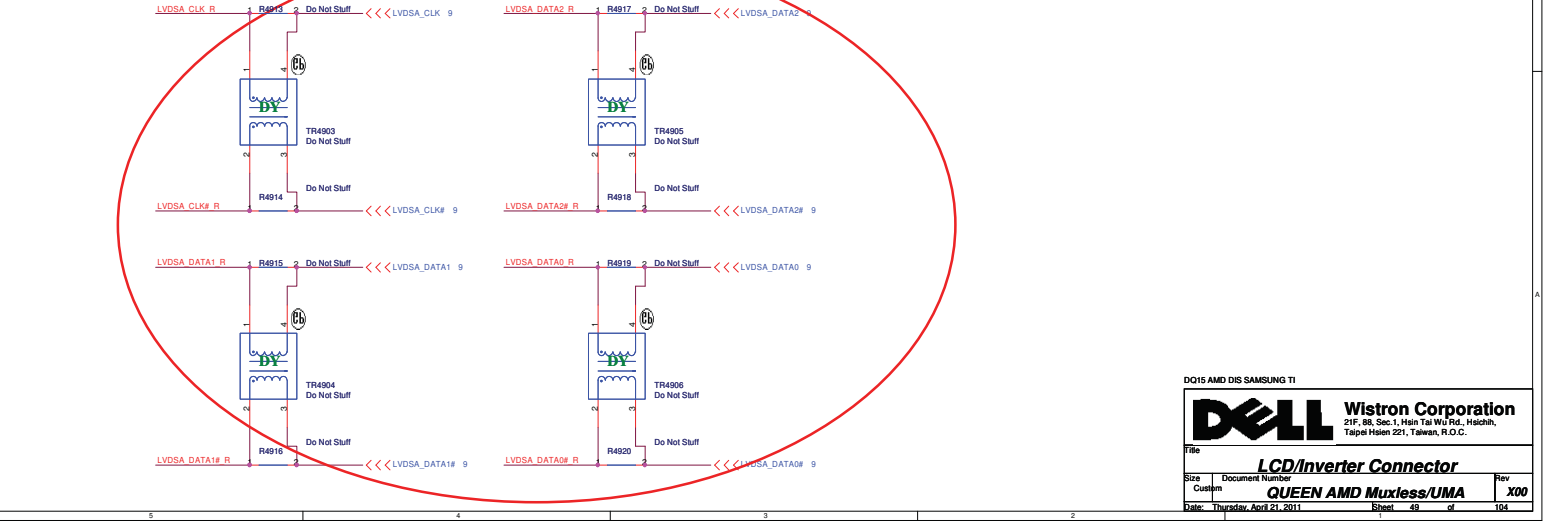 LVDSA_CLK_R 1 R4913 2 Do Not Stuff LVDSA_CLK 9
LVDSA_DATA2_R 1 R4917 2 Do Not Stuff LVDSA_DATA2 9
1 4
DY
TR4903
Do Not Stuff
2 3
1 4
DY
TR4905
Do Not Stuff
2 3
Do Not Stuff
R4914
LVDSA_CLK#_R 1 2 LVDSA_CLK# 9
Do Not Stuff
R4918
LVDSA_DATA2#_R 1 2 LVDSA_DATA2# 9
LVDSA_DATA1_R 1 R4915 2 Do Not Stuff LVDSA_DATA1 9
LVDSA_DATA0_R 1 R4919 2 Do Not Stuff LVDSA_DATA0 9
1 4
DY
TR4904
Do Not Stuff
2 3
1 4
DY
TR4906
Do Not Stuff
2 3
Do Not Stuff
R4916
LVDSA_DATA1#_R 1 2 LVDSA_DATA1# 9
Do Not Stuff
R4920
LVDSA_DATA0#_R 1 2 LVDSA_DATA0# 9
A
DQ15 AMD DIS SAMSUNG TI
DELL
Wistron Corporation
21F, 88, Sec.1, Hsin Tai Wu Rd., Hsichih,
Taipei Hsien 221, Taiwan, R.O.C.
Title
LCD/Inverter Connector
Size Document Number Rev
Custom QUEEN AMD Muxless/UMA X00
Date: Thursday, April 21, 2011 Sheet 49 of 104
5 4 3 2 1